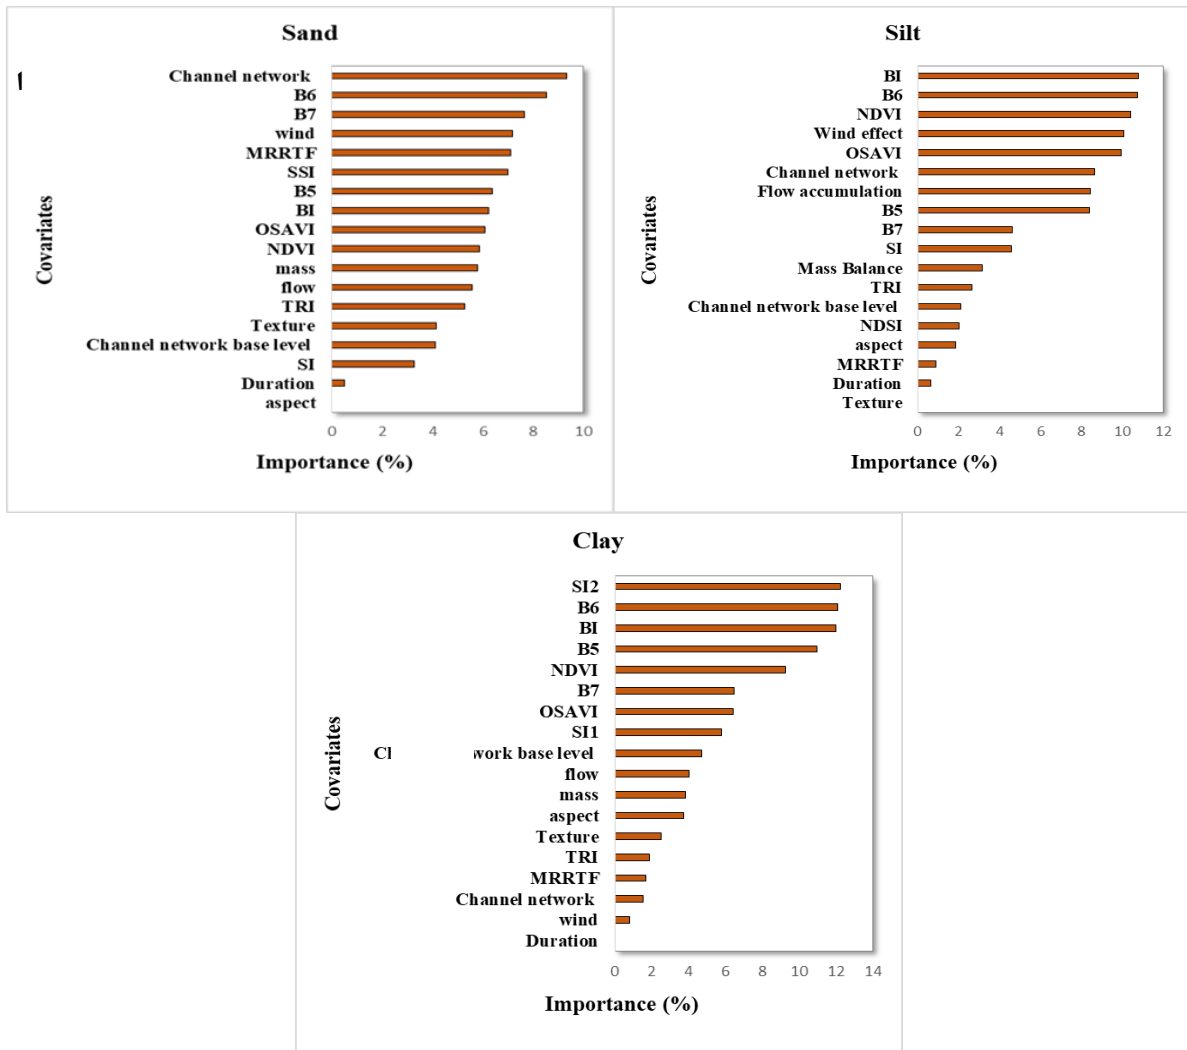 Sand
Channel network
B6
B7
wind
MRRTF
SSI
B5
BI
OSAVI
NDVI
mass
flow
TRI
Texture
Channel network base level
SI
Duration
aspect
Covariates
0 2 4 6 8 10
Importance (%)
Silt
BI
B6
NDVI
Wind effect
OSAVI
Channel network
Flow accumulation
B5
B7
SI
Mass Balance
TRI
Channel network base level
NDSI
aspect
MRRTF
Duration
Texture
Covariates
0 2 4 6 8 10 12
Importance (%)
Clay
SI2
B6
BI
B5
NDVI
B7
OSAVI
SI1
base level
flow
mass
aspect
Texture
TRI
MRRTF
Channel network
wind
Duration
Covariates
0 2 4 6 8 10 12 14
Importance (%)